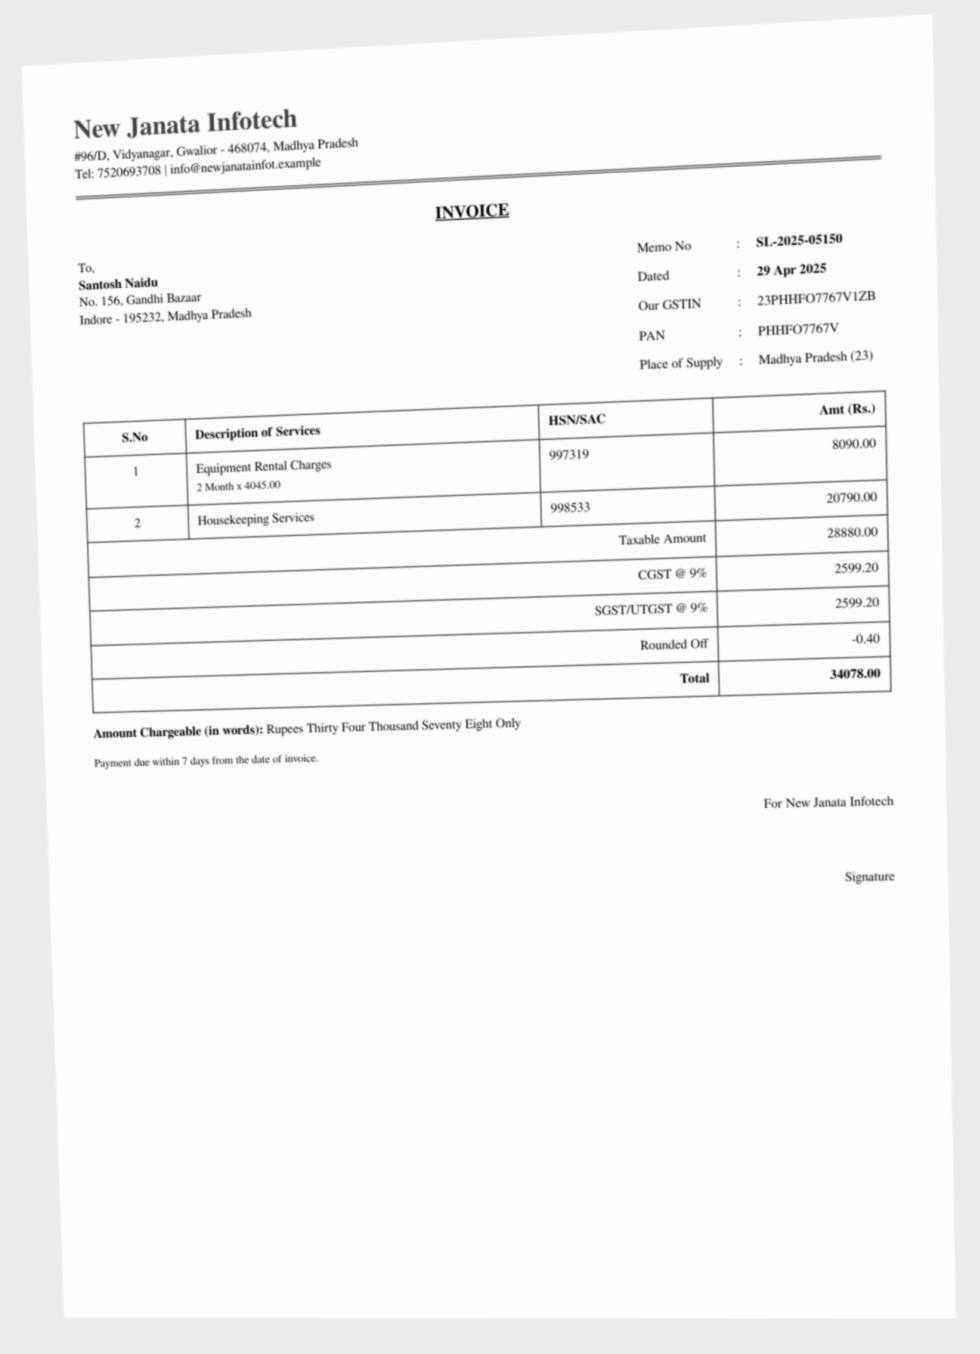 New Janata Infotech
#96/D, Vidyanagar, Gwalior - 468074, Madhya Pradesh
Tel: 7520693708 | info@newjanatainfot.example
INVOICE
To,
Santosh Naidu
No. 156, Gandhi Bazaar
Indore - 195232, Madhya Pradesh
Memo No : SL-2025-05150
Dated : 29 Apr 2025
Our GSTIN : 23PHHFO7767V1ZB
PAN : PHHFO7767V
Place of Supply : Madhya Pradesh (23)
S.No Description of Services HSN/SAC Amt (Rs.)
1 Equipment Rental Charges 997319 8090.00
2 Month x 4045.00
2 Housekeeping Services 998533 20790.00
Taxable Amount 28880.00
CGST @ 9% 2599.20
SGST/UTGST @ 9% 2599.20
Rounded Off -0.40
Total 34078.00
Amount Chargeable (in words): Rupees Thirty Four Thousand Seventy Eight Only
Payment due within 7 days from the date of invoice.
For New Janata Infotech
Signature